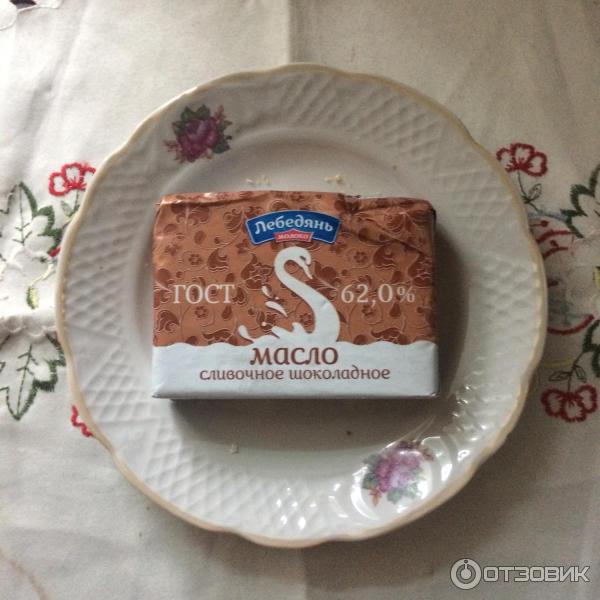 Лебедянь
МОЛОКО
ГОСТ 62,0%
МАСЛО
СЛИВОЧНОЕ ШОКОЛАДНОЕ
ОТЗОВИК